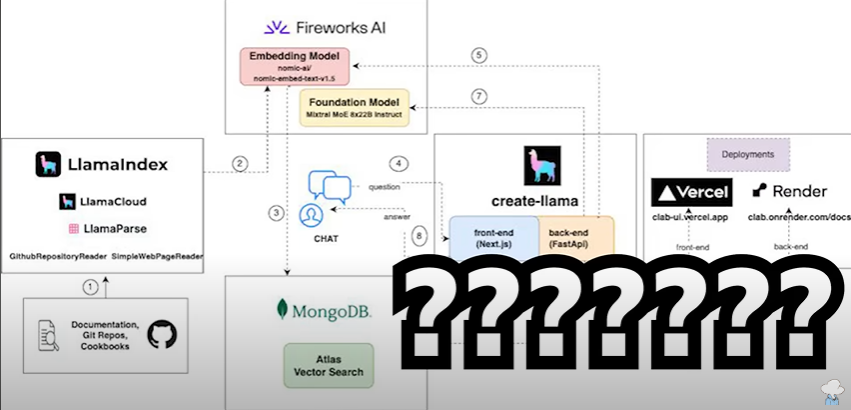 Fireworks AI
Embedding Model
nomic-ai/
nomic-embed-text-v1.5
Foundation Model
Mixtral MoE 8x22B Instruct
5
7
LlamaIndex
LlamaCloud
LlamaParse
GithubRepositoryReader SimpleWebPageReader
2
1
Documentation,
Git Repos,
Cookbooks
3
4
question
answer
CHAT
8
create-llama
front-end
(Next.js)
back-end
(FastApi)
Deployments
Vercel
clab-ui.vercel.app
Render
clab.onrender.com/docs
front-end
back-end
MongoDB.
Atlas
Vector Search
???????